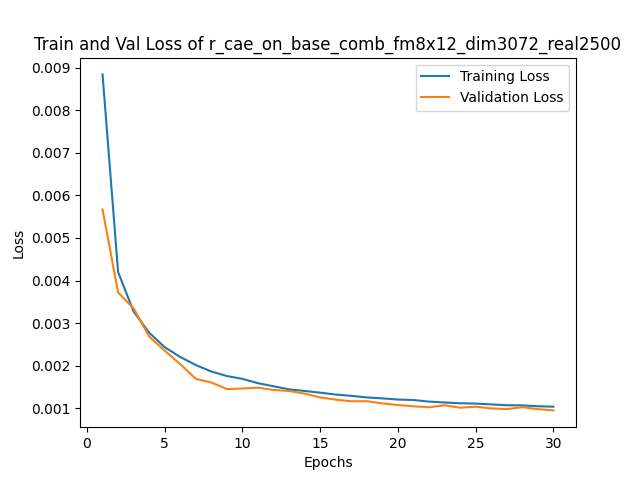 Train and Val Loss of r_cae_on_base_comb_fm8x12_dim3072_real2500
Training Loss
Validation Loss
0.009
0.008
0.007
0.006
0.005
0.004
0.003
0.002
0.001
Loss
0 5 10 15 20 25 30
Epochs